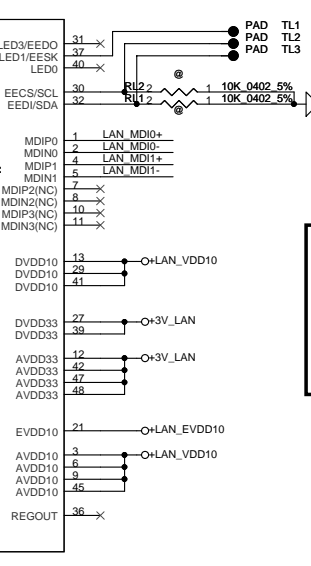 PAD TL1
PAD TL2
PAD TL3
LED3/EEDO 31
LED1/EESK 37
LED0 40
@
EECS/SCL 30 RL2 2 1 10K_0402_5%
EEDI/SDA 32 RL1 2 1 10K_0402_5%
@
MDIP0 1 LAN_MDI0+
MDIN0 2 LAN_MDI0-
MDIP1 4 LAN_MDI1+
MDIN1 5 LAN_MDI1-
MDIP2(NC) 7
MDIN2(NC) 8
MDIP3(NC) 10
MDIN3(NC) 11
DVDD10 13 +LAN_VDD10
DVDD10 29
DVDD10 41
DVDD33 27 +3V_LAN
DVDD33 39
AVDD33 12 +3V_LAN
AVDD33 42
AVDD33 47
AVDD33 48
EVDD10 21 +LAN_EVDD10
AVDD10 3 +LAN_VDD10
AVDD10 6
AVDD10 9
AVDD10 45
REGOUT 36